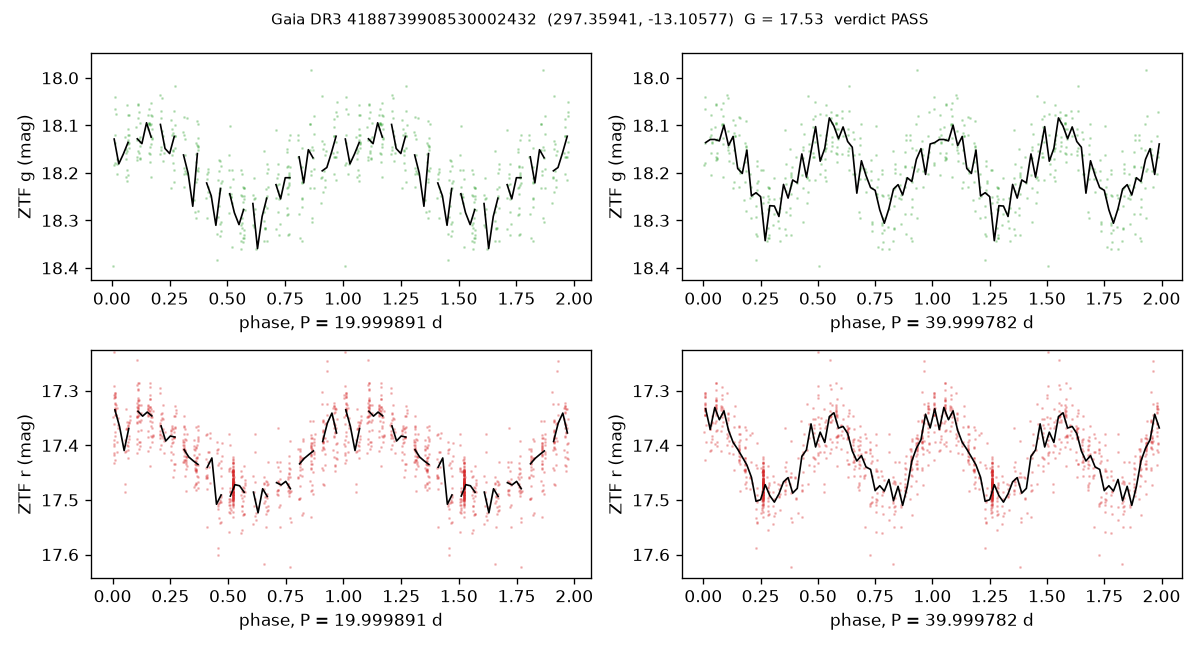 Gaia DR3 4188739908530002432  (297.35941, -13.10577)  G = 17.53  verdict PASS
ZTF g (mag)
18.0
18.1
18.2
18.3
18.4
0.00 0.25 0.50 0.75 1.00 1.25 1.50 1.75 2.00
phase, P = 19.999891 d
ZTF g (mag)
18.0
18.1
18.2
18.3
18.4
0.00 0.25 0.50 0.75 1.00 1.25 1.50 1.75 2.00
phase, P = 39.999782 d
ZTF r (mag)
17.3
17.4
17.5
17.6
0.00 0.25 0.50 0.75 1.00 1.25 1.50 1.75 2.00
phase, P = 19.999891 d
ZTF r (mag)
17.3
17.4
17.5
17.6
0.00 0.25 0.50 0.75 1.00 1.25 1.50 1.75 2.00
phase, P = 39.999782 d